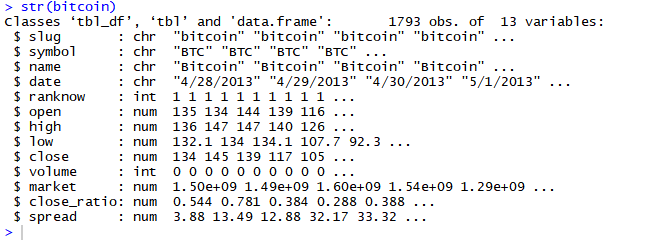 > str(bitcoin)
Classes ‘tbl_df’, ‘tbl’ and 'data.frame':	1793 obs. of  13 variables:
 $ slug       : chr  "bitcoin" "bitcoin" "bitcoin" "bitcoin" ...
 $ symbol     : chr  "BTC" "BTC" "BTC" "BTC" ...
 $ name       : chr  "Bitcoin" "Bitcoin" "Bitcoin" "Bitcoin" ...
 $ date       : chr  "4/28/2013" "4/29/2013" "4/30/2013" "5/1/2013" ...
 $ ranknow    : int  1 1 1 1 1 1 1 1 1 1 ...
 $ open       : num  135 134 144 139 116 ...
 $ high       : num  136 147 147 140 126 ...
 $ low        : num  132.1 134 134.1 107.7 92.3 ...
 $ close      : num  134 145 139 117 105 ...
 $ volume     : int  0 0 0 0 0 0 0 0 0 0 ...
 $ market     : num  1.50e+09 1.49e+09 1.60e+09 1.54e+09 1.29e+09 ...
 $ close_ratio: num  0.544 0.781 0.384 0.288 0.388 ...
 $ spread     : num  3.88 13.49 12.88 32.17 33.32 ...
>